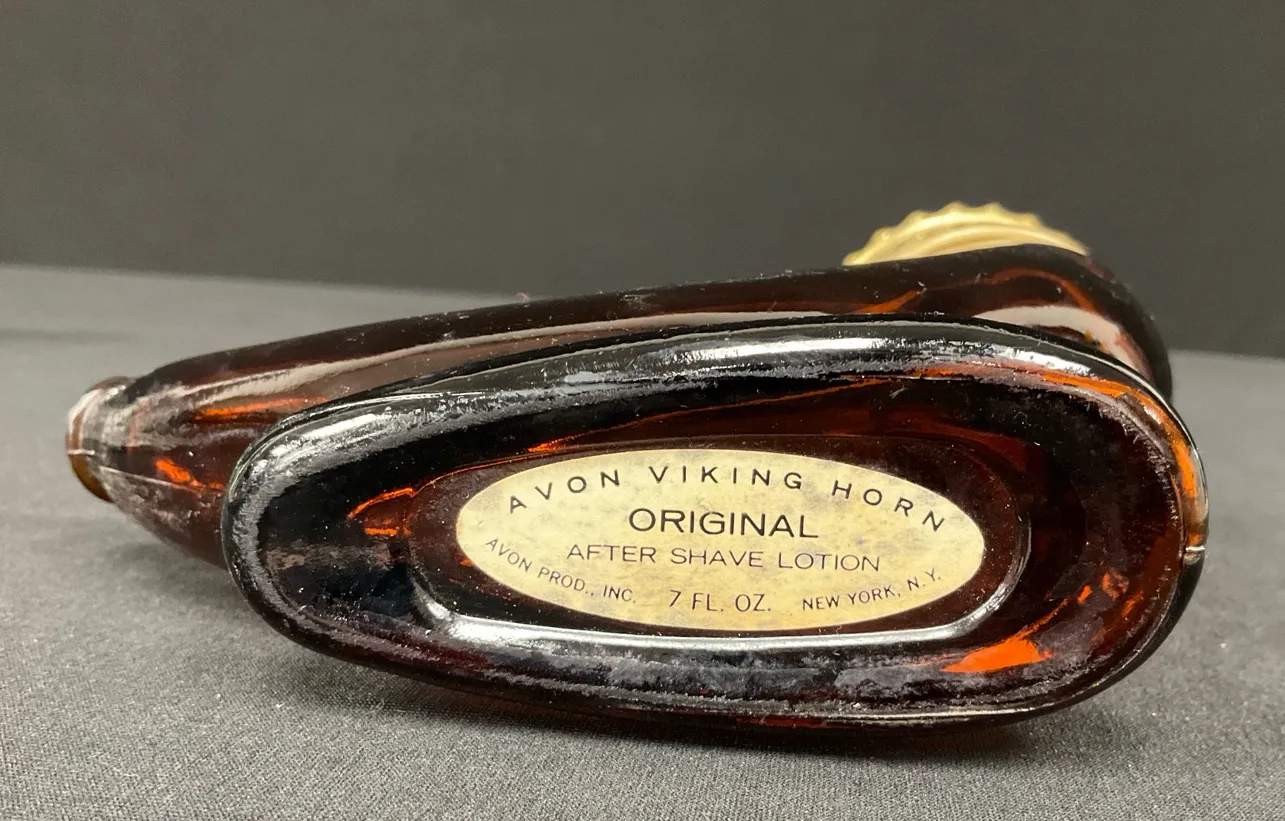 AVON VIKING HORN
ORIGINAL
AFTER SHAVE LOTION
AVON PROD., INC. 7 FL. OZ. NEW YORK, N.Y.